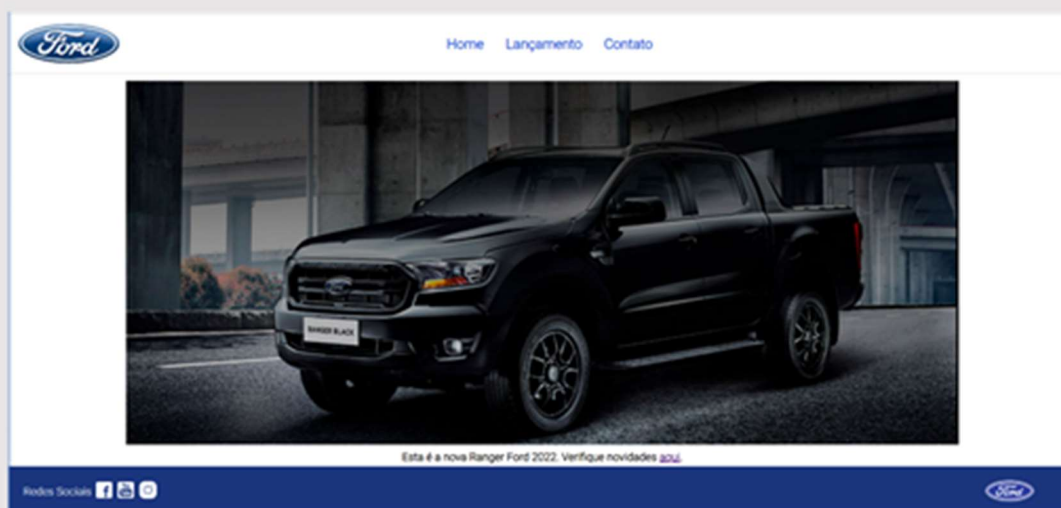 Ford
Home Lançamento Contato
RANGER BLACK
Esta é a nova Ranger Ford 2022. Verifique novidades aqui.
Redes Sociais
Ford